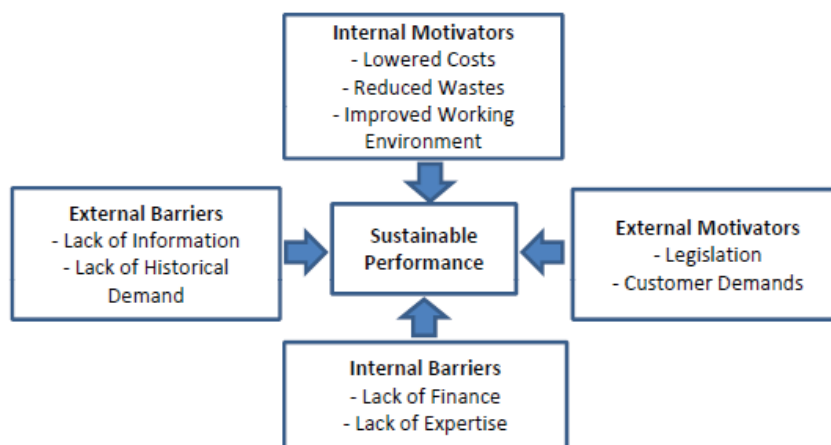 Internal Motivators
- Lowered Costs
- Reduced Wastes
- Improved Working
Environment
External Barriers
- Lack of Information
- Lack of Historical
Demand
Sustainable
Performance
External Motivators
- Legislation
- Customer Demands
Internal Barriers
- Lack of Finance
- Lack of Expertise